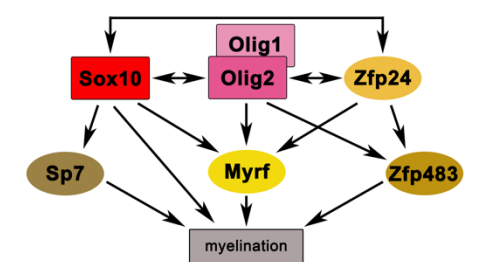 Olig1
Sox10
Olig2
Zfp24
Sp7
Myrf
Zfp483
myelination